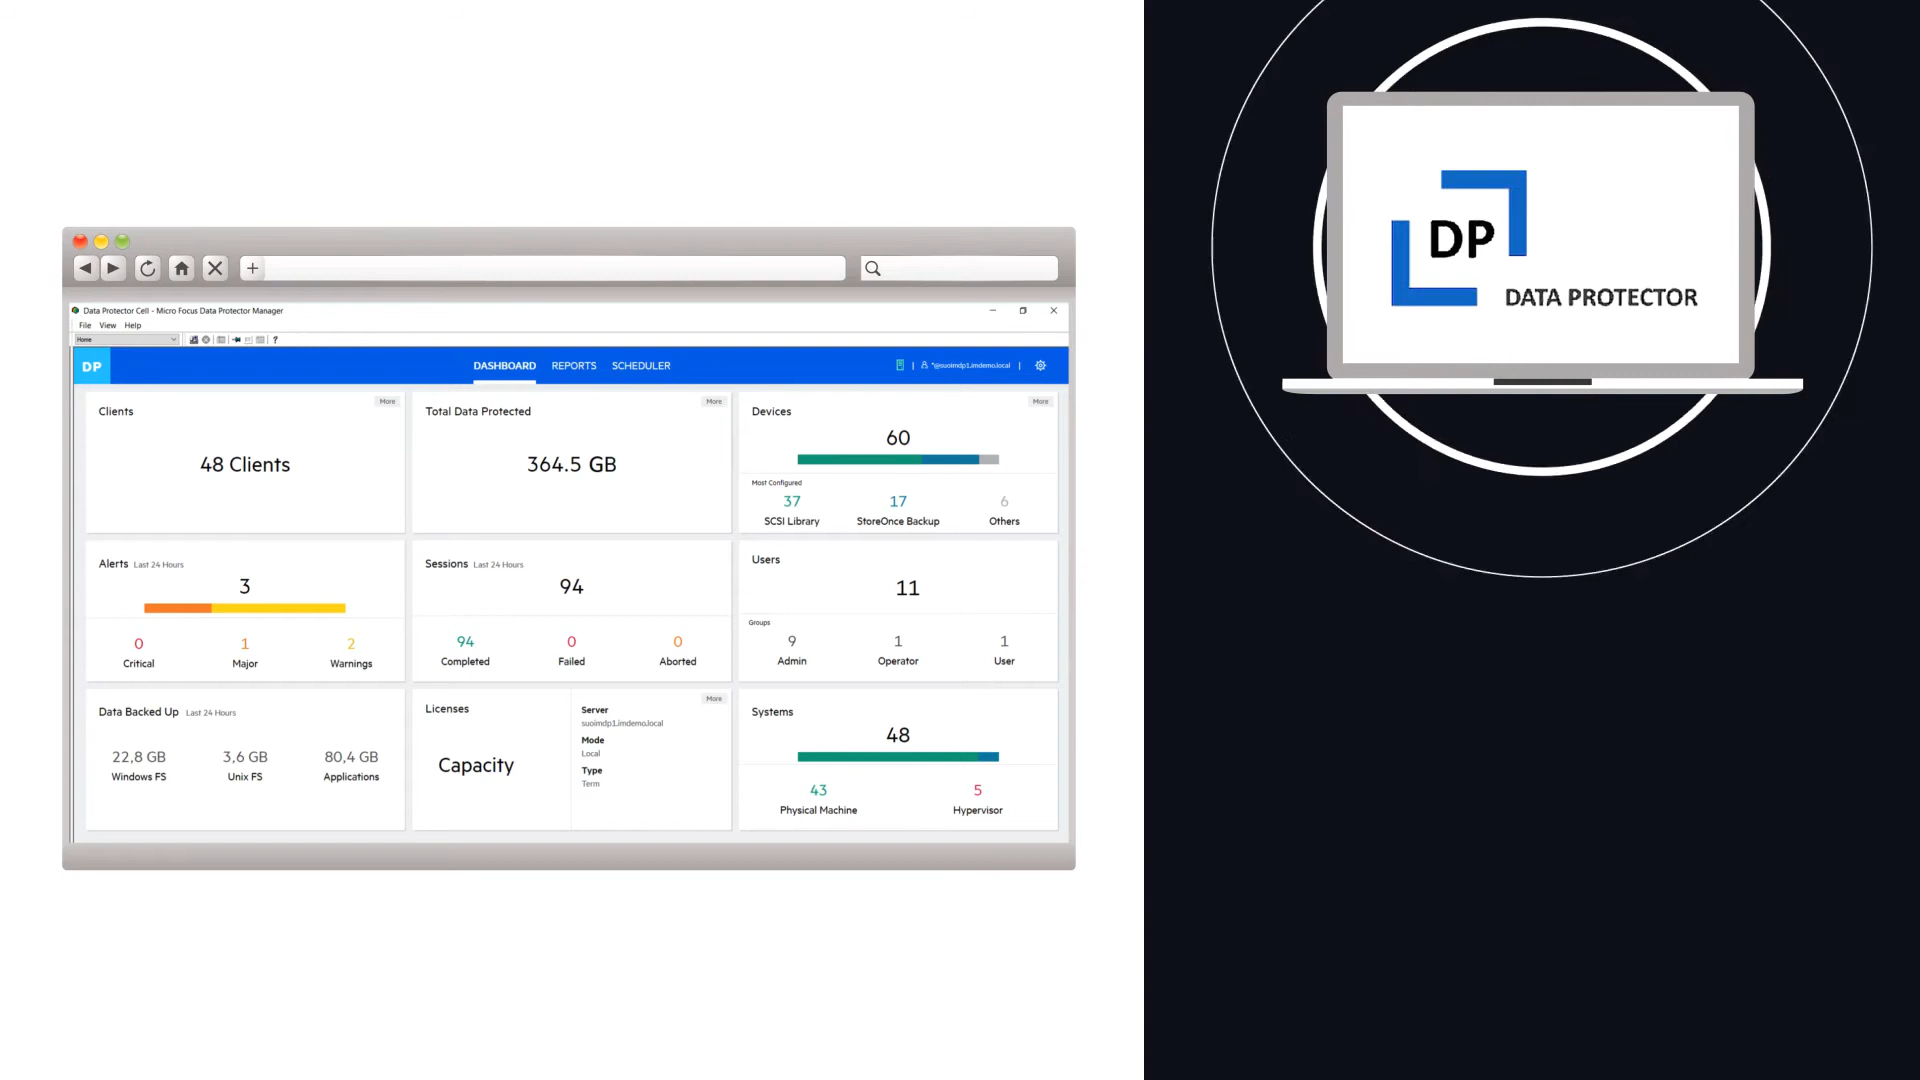 Data Protector Cell - Micro Focus Data Protector Manager
File View Help
Home
?
DP
DASHBOARD REPORTS SCHEDULER
"@suoimdp1.imdemo.local
Clients More
48 Clients
Total Data Protected More
364.5 GB
Devices More
60
Most Configured
37 17 6
SCSI Library StoreOnce Backup Others
Alerts Last 24 Hours
3
0 1 2
Critical Major Warnings
Sessions Last 24 Hours
94
94 0 0
Completed Failed Aborted
Users
11
Groups
9 1 1
Admin Operator User
Data Backed Up Last 24 Hours
22,8 GB 3,6 GB 80,4 GB
Windows FS Unix FS Applications
Licenses More
Capacity
Server
suoimdp1.imdemo.local
Mode
Local
Type
Term
Systems
48
43 5
Physical Machine Hypervisor
DP
DATA PROTECTOR